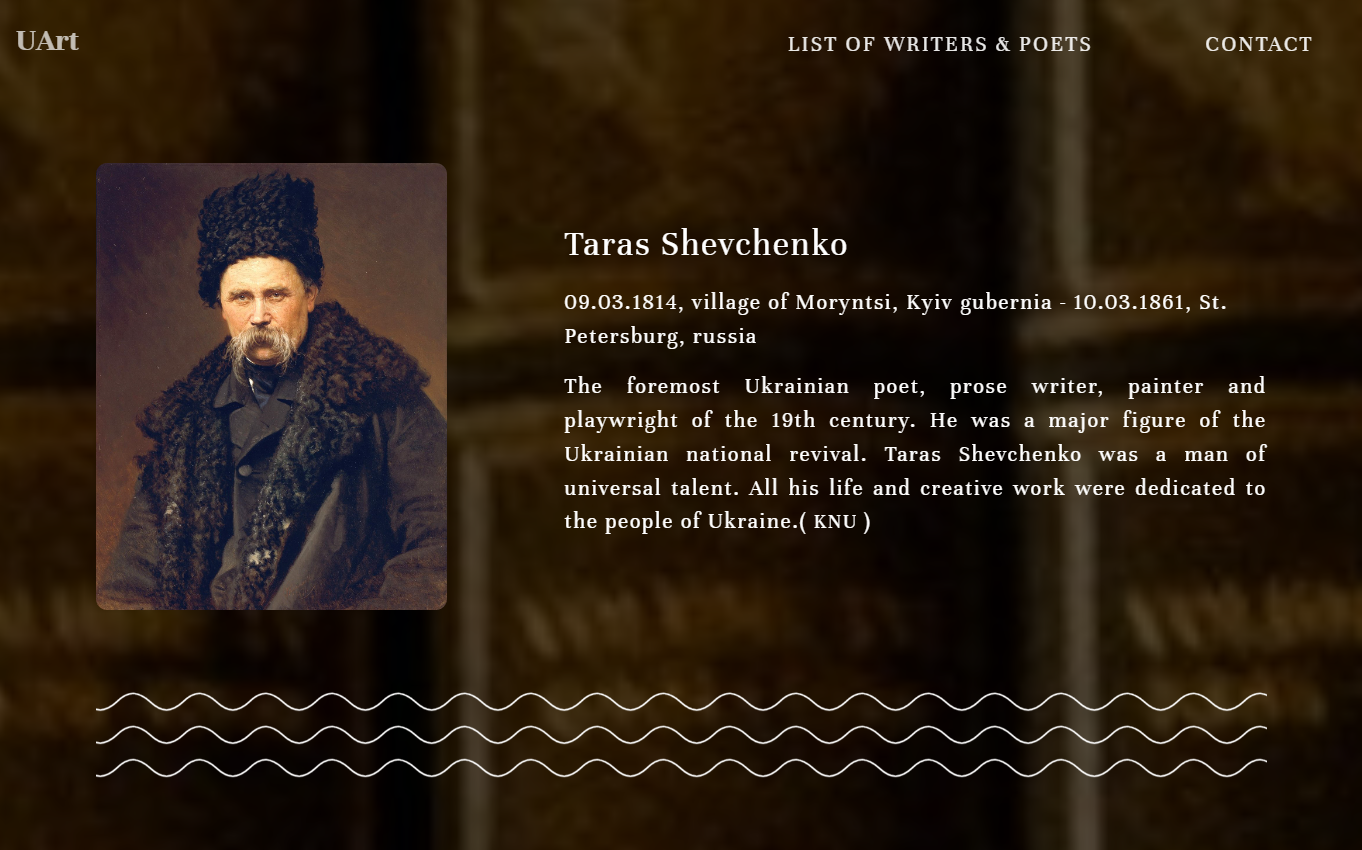 UArt
LIST OF WRITERS & POETS
CONTACT
Taras Shevchenko
09.03.1814, village of Moryntsi, Kyiv gubernia - 10.03.1861, St.
Petersburg, russia
The foremost Ukrainian poet, prose writer, painter and
playwright of the 19th century. He was a major figure of the
Ukrainian national revival. Taras Shevchenko was a man of
universal talent. All his life and creative work were dedicated to
the people of Ukraine.( KNU )